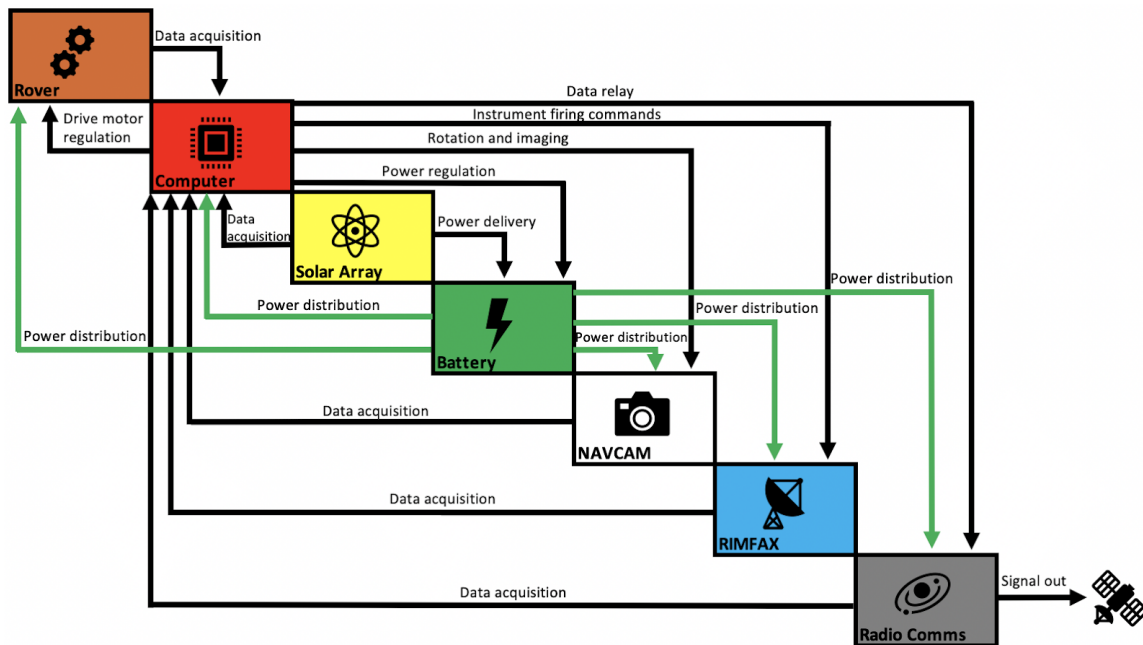 Data acquisition
Rover
Data relay
Drive motor
regulation
Instrument firing commands
Rotation and imaging
Power regulation
Computer
Data
acquisition
Power delivery
Solar Array
Power distribution
Power distribution
Power distribution
Power distribution
Power distribution
Battery
Data acquisition
NAVCAM
Data acquisition
RIMFAX
Signal out
Data acquisition
Radio Comms